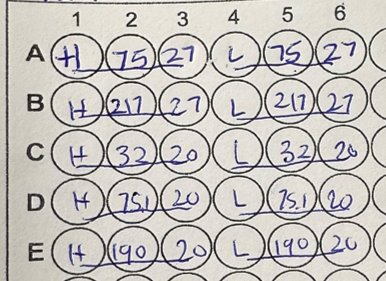 1 2 3 4 5 6
A H 75 27 L 75 27
B H 217 27 L 217 27
C H 32 20 L 32 20
D H 75.1 20 L 75.1 20
E H 190 20 L 190 20